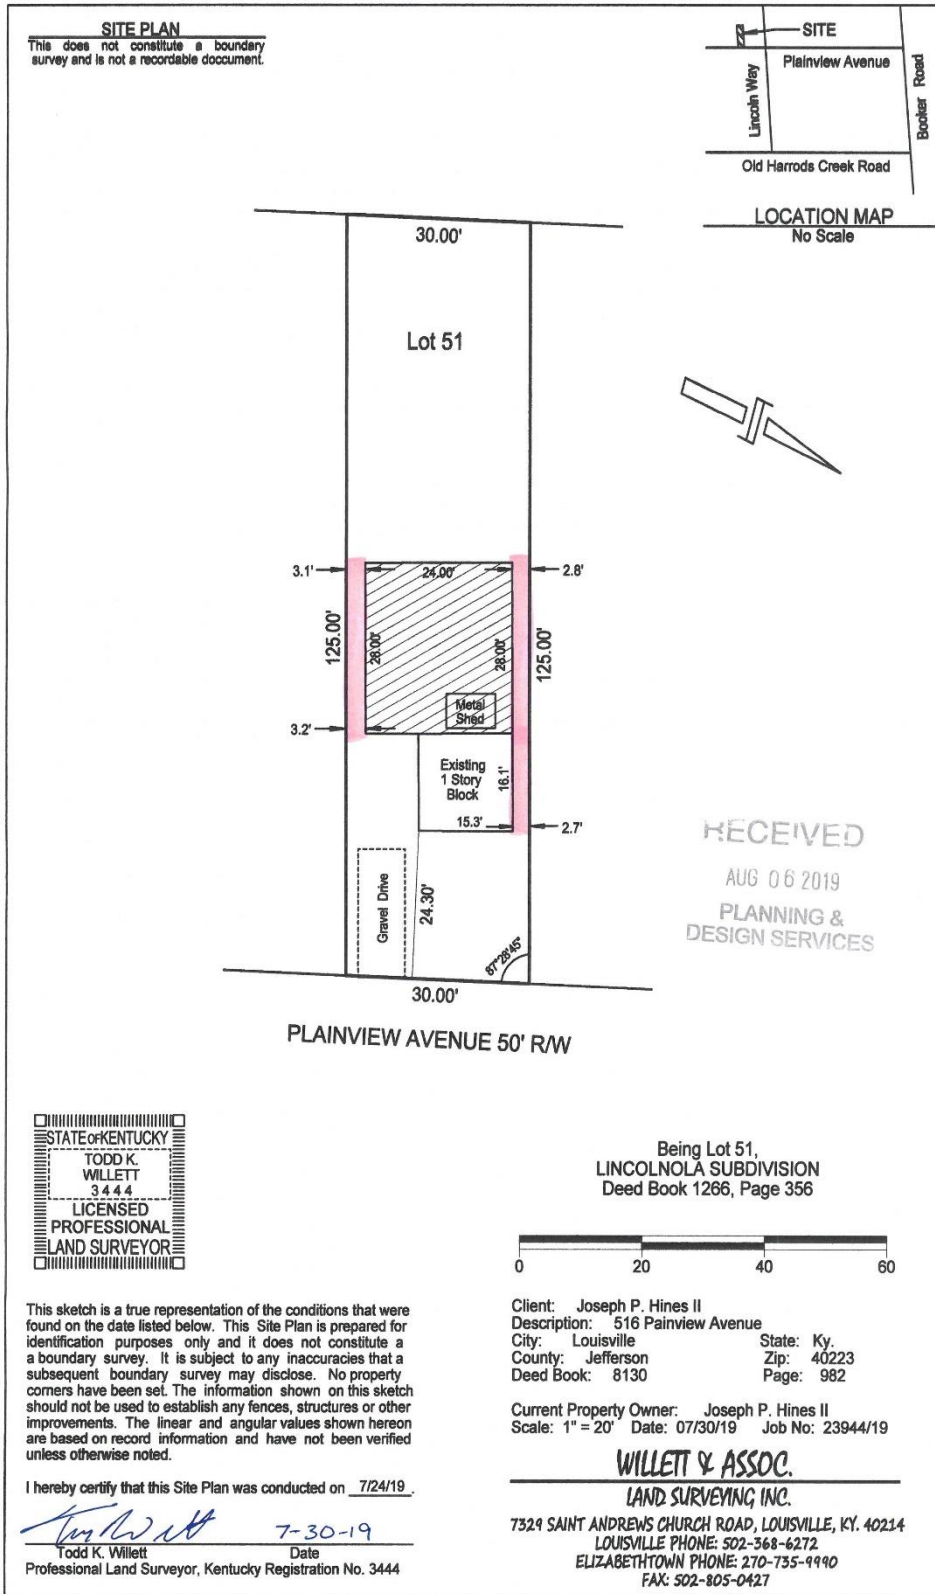 SITE PLAN
This does not constitute a boundary
survey and is not a recordable doccument.
SITE
Plainview Avenue
Lincoln Way
Booker Road
Old Harrods Creek Road
LOCATION MAP
No Scale
30.00'
Lot 51
3.1'
24.00'
2.8'
125.00'
28.00'
28.00'
125.00'
Metal
Shed
3.2'
Existing
1 Story
Block
16.1'
15.3'
2.7'
Gravel Drive
24.30'
87°28'45"
30.00'
PLAINVIEW AVENUE 50' R/W
RECEIVED
AUG 06 2019
PLANNING &
DESIGN SERVICES
STATE OF KENTUCKY
TODD K.
WILLETT
3444
LICENSED
PROFESSIONAL
LAND SURVEYOR
Being Lot 51,
LINCOLNOLA SUBDIVISION
Deed Book 1266, Page 356
0 20 40 60
This sketch is a true representation of the conditions that were
found on the date listed below. This Site Plan is prepared for
identification purposes only and it does not constitute a
a boundary survey. It is subject to any inaccuracies that a
subsequent boundary survey may disclose. No property
corners have been set. The information shown on this sketch
should not be used to establish any fences, structures or other
improvements. The linear and angular values shown hereon
are based on record information and have not been verified
unless otherwise noted.
I hereby certify that this Site Plan was conducted on 7/24/19.
7-30-19
Todd K. Willett Date
Professional Land Surveyor, Kentucky Registration No. 3444
Client: Joseph P. Hines II
Description: 516 Painview Avenue
City: Louisville State: Ky.
County: Jefferson Zip: 40223
Deed Book: 8130 Page: 982
Current Property Owner: Joseph P. Hines II
Scale: 1" = 20' Date: 07/30/19 Job No: 23944/19
WILLETT & ASSOC.
LAND SURVEYING INC.
7329 SAINT ANDREWS CHURCH ROAD, LOUISVILLE, KY. 40214
LOUISVILLE PHONE: 502-368-6272
ELIZABETHTOWN PHONE: 270-735-9990
FAX: 502-805-0427